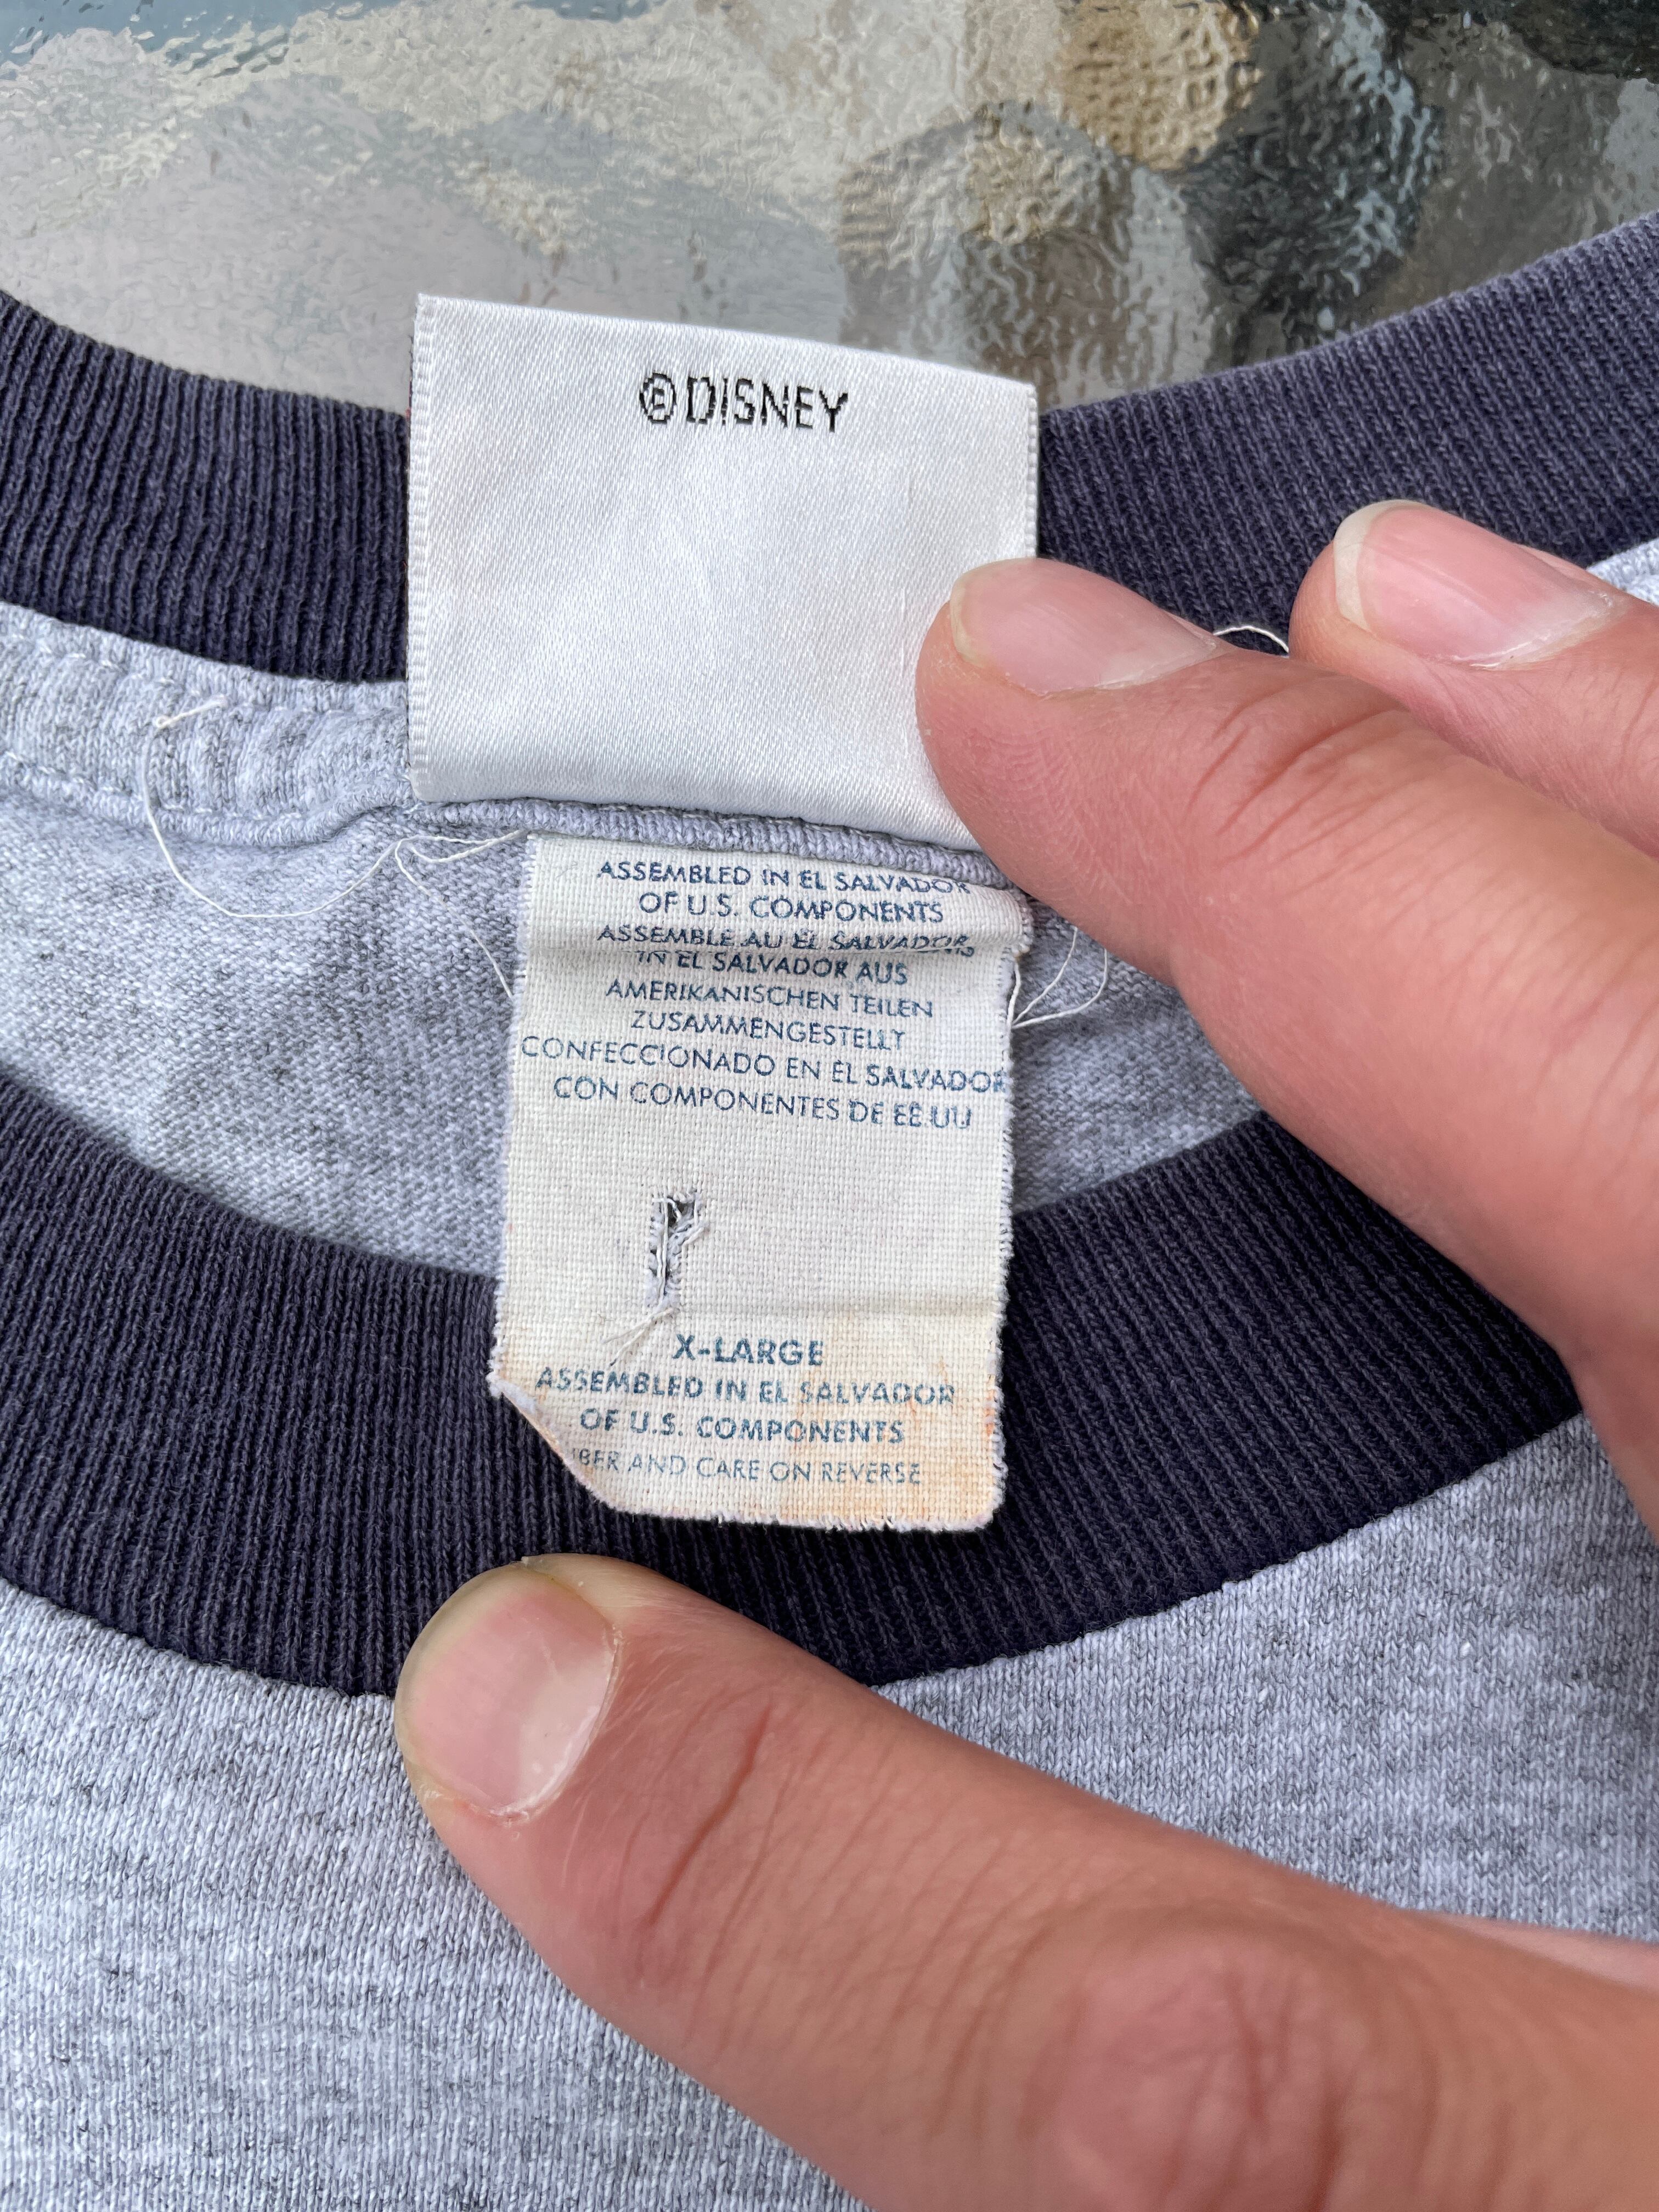 © DISNEY
ASSEMBLED IN EL SALVADOR
OF U.S. COMPONENTS
ASSEMBLE AU EL SALVADOR
IN EL SALVADOR AUS
AMERIKANISCHEN TEILEN
ZUSAMMENGESTELLT
CONFECCIONADO EN EL SALVADOR
CON COMPONENTES DE EE.UU
X-LARGE
ASSEMBLED IN EL SALVADOR
OF U.S. COMPONENTS
AND CARE ON REVERSE